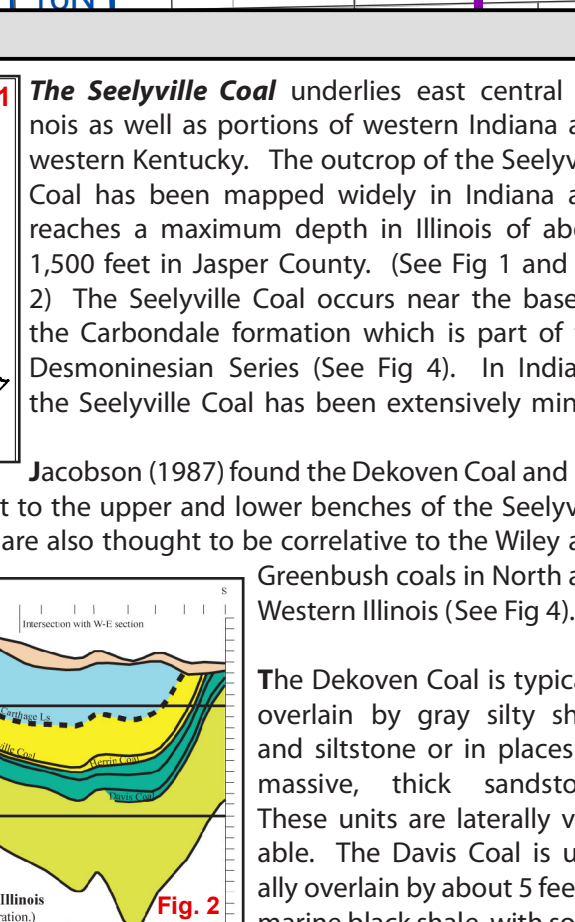 The Seelyville Coal underlies east central
nois as well as portions of western Indiana a
western Kentucky. The outcrop of the Seelyv
Coal has been mapped widely in Indiana a
reaches a maximum depth in Illinois of abo
1,500 feet in Jasper County. (See Fig 1 and
2) The Seelyville Coal occurs near the base
the Carbondale formation which is part of
Desmoninesian Series (See Fig 4). In India
the Seelyville Coal has been extensively min
Jacobson (1987) found the Dekoven Coal and
t to the upper and lower benches of the Seelyv
are also thought to be correlative to the Wiley a
Greenbush coals in North a
Western Illinois (See Fig 4).
The Dekoven Coal is typica
overlain by gray silty sh
and siltstone or in places
massive, thick sandsto
These units are laterally v
able. The Davis Coal is u
ally overlain by about 5 fee
marine black shale, with so
1
S
Intersection with W-E section
Carthage Ls
ville Coal
Herrin Coal
Davis Coal
Illinois
ration.)
Fig. 2